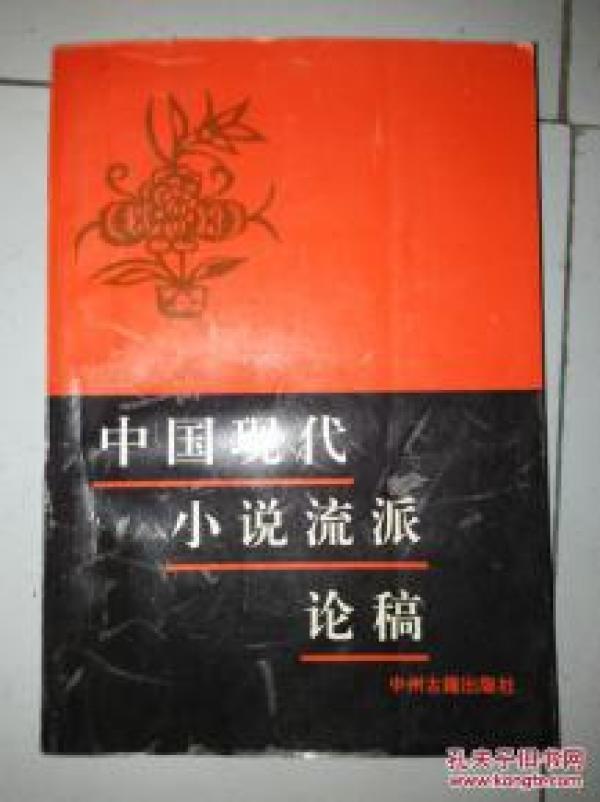 中国现代
小说流派
论稿
中州古籍出版社
孔夫子旧书网
www.kongfz.com